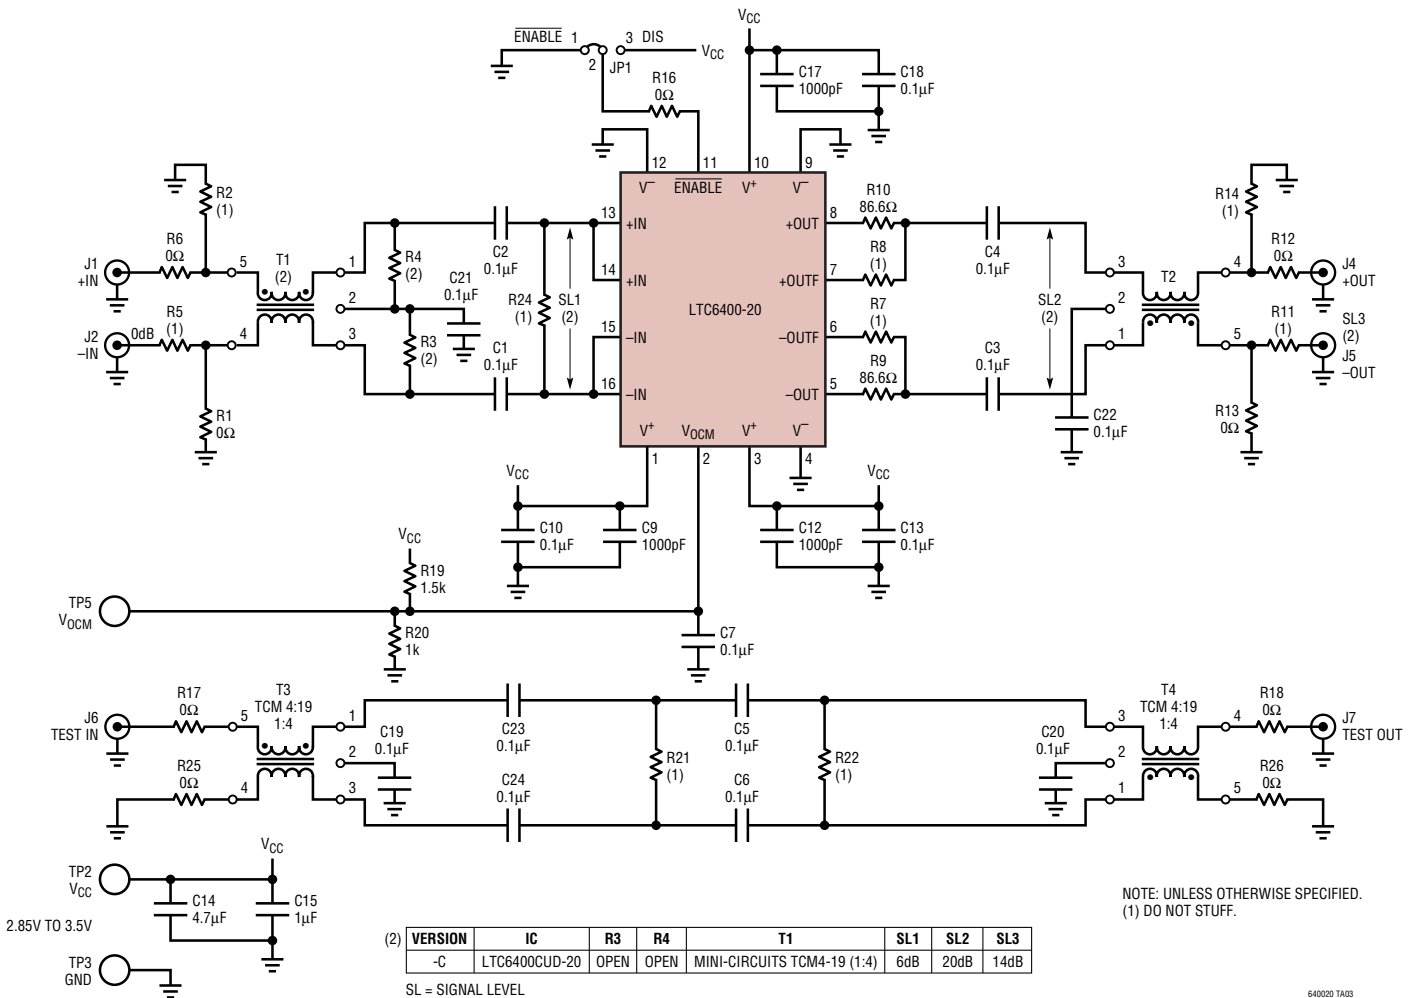 VCC
ENABLE 1
3 DIS
VCC
2
JP1
R16
0Ω
C17
1000pF
C18
0.1µF
12
11
10
9
V–
ENABLE
V+
V–
R2
(1)
R6
0Ω
J1
+IN
5
T1
(2)
1
R4
(2)
C2
0.1µF
13
+IN
+OUT
8
R10
86.6Ω
C4
0.1µF
R14
(1)
R12
0Ω
3
T2
4
J4
+OUT
C21
0.1µF
R24
(1)
SL1
(2)
14
+IN
+OUTF
7
R8
(1)
SL2
(2)
2
2
LTC6400-20
J2
–IN
0dB
R5
(1)
4
3
R3
(2)
15
–IN
–OUTF
6
R7
(1)
1
5
R11
(1)
SL3
(2)
J5
–OUT
C1
0.1µF
16
–IN
–OUT
5
R9
86.6Ω
C3
0.1µF
R1
0Ω
C22
0.1µF
R13
0Ω
V+
VOCM
V+
V–
1
2
3
4
VCC
VCC
C10
0.1µF
C9
1000pF
C12
1000pF
C13
0.1µF
VCC
R19
1.5k
TP5
VOCM
R20
1k
C7
0.1µF
J6
TEST IN
R17
0Ω
5
T3
TCM 4:19
1:4
1
C23
0.1µF
C5
0.1µF
3
T4
TCM 4:19
1:4
4
R18
0Ω
J7
TEST OUT
2
C19
0.1µF
R21
(1)
R22
(1)
C20
0.1µF
2
R25
0Ω
4
3
C24
0.1µF
C6
0.1µF
1
5
R26
0Ω
VCC
TP2
VCC
C14
4.7µF
C15
1µF
2.85V TO 3.5V
TP3
GND
NOTE: UNLESS OTHERWISE SPECIFIED.
(1) DO NOT STUFF.
(2) VERSION IC R3 R4 T1 SL1 SL2 SL3
-C LTC6400CUD-20 OPEN OPEN MINI-CIRCUITS TCM4-19 (1:4) 6dB 20dB 14dB
SL = SIGNAL LEVEL
640020 TA03